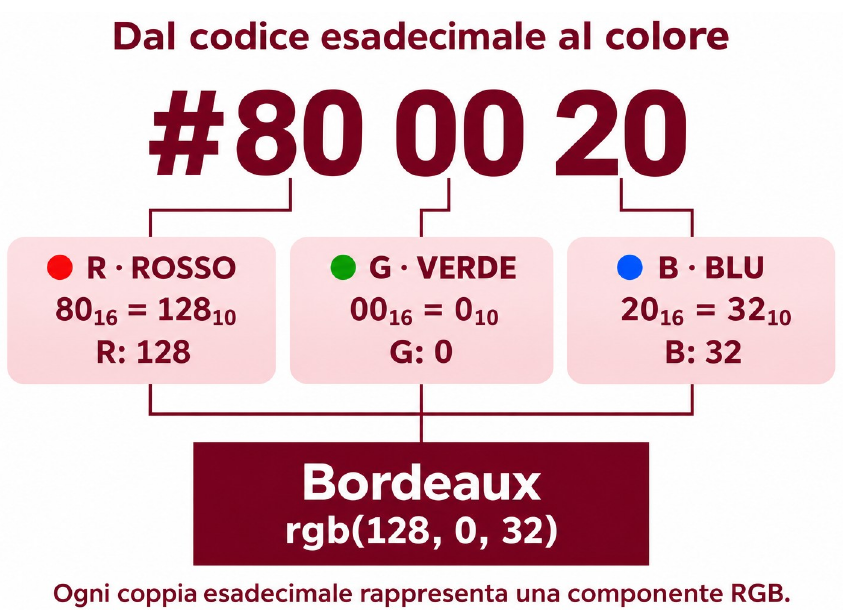 Dal codice esadecimale al colore
#80 00 20
R · ROSSO
80₁₆ = 128₁₀
R: 128
G · VERDE
00₁₆ = 0₁₀
G: 0
B · BLU
20₁₆ = 32₁₀
B: 32
Bordeaux
rgb(128, 0, 32)
Ogni coppia esadecimale rappresenta una componente RGB.